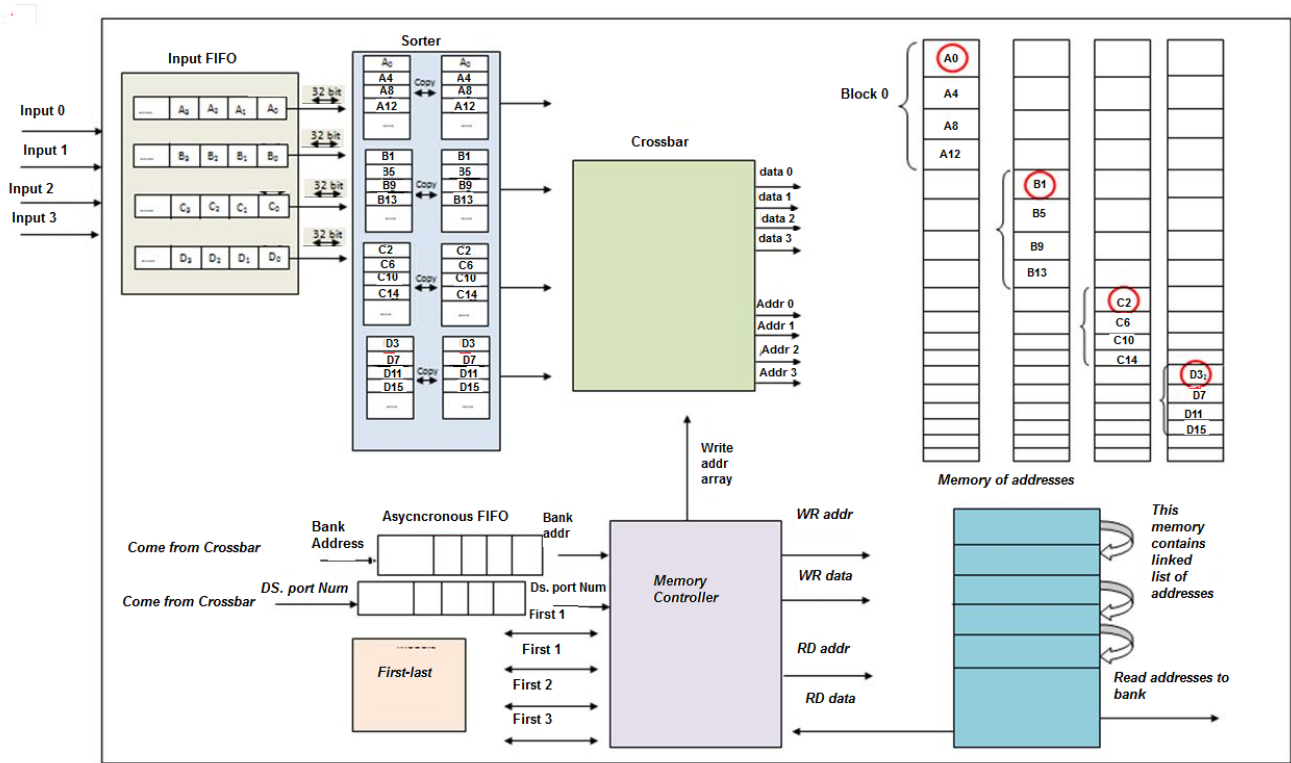 Input 0
Input 1
Input 2
Input 3
Input FIFO
...... A3 A2 A1 A0
32 bit
...... B3 B2 B1 B0
32 bit
...... C3 C2 C1 C0
32 bit
...... D3 D2 D1 D0
32 bit
Sorter
A0 A0
A4 A4
A8 Copy A8
A12 A12
..... .....
B1 B1
B5 B5
B9 Copy B9
B13 B13
..... .....
C2 C2
C6 C6
C10 Copy C10
C14 C14
..... .....
D3 D3
D7 D7
D11 Copy D11
D15 D15
..... .....
Crossbar
data 0
data 1
data 2
data 3
Addr 0
Addr 1
Addr 2
Addr 3
Write
addr
array
Block 0
A0
A4
A8
A12
B1
B5
B9
B13
C2
C6
C10
C14
D3
D7
D11
D15
Asycncronous FIFO
Come from Crossbar
Bank
Address
Bank
addr
Come from Crossbar
DS. port Num
Ds. port Num
First 1
First 1
First 2
First 3
First-last
Memory
Controller
WR addr
WR data
RD addr
RD data
Memory of addresses
This
memory
contains
linked
list of
addresses
Read addresses to
bank